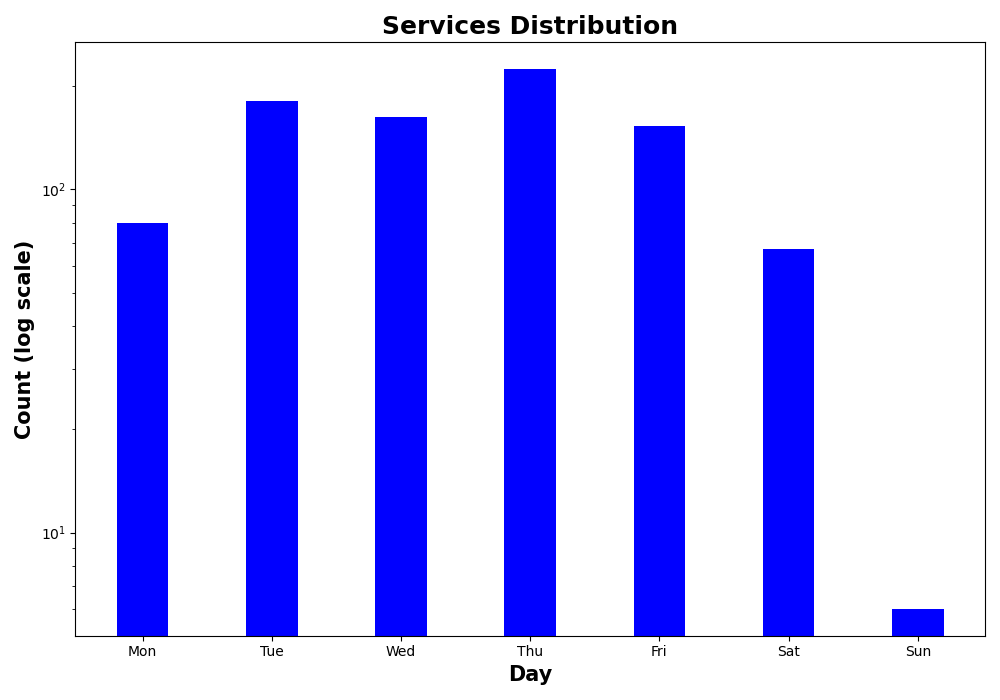 Services Distribution
Count (log scale)
10²
10¹
Mon Tue Wed Thu Fri Sat Sun
Day